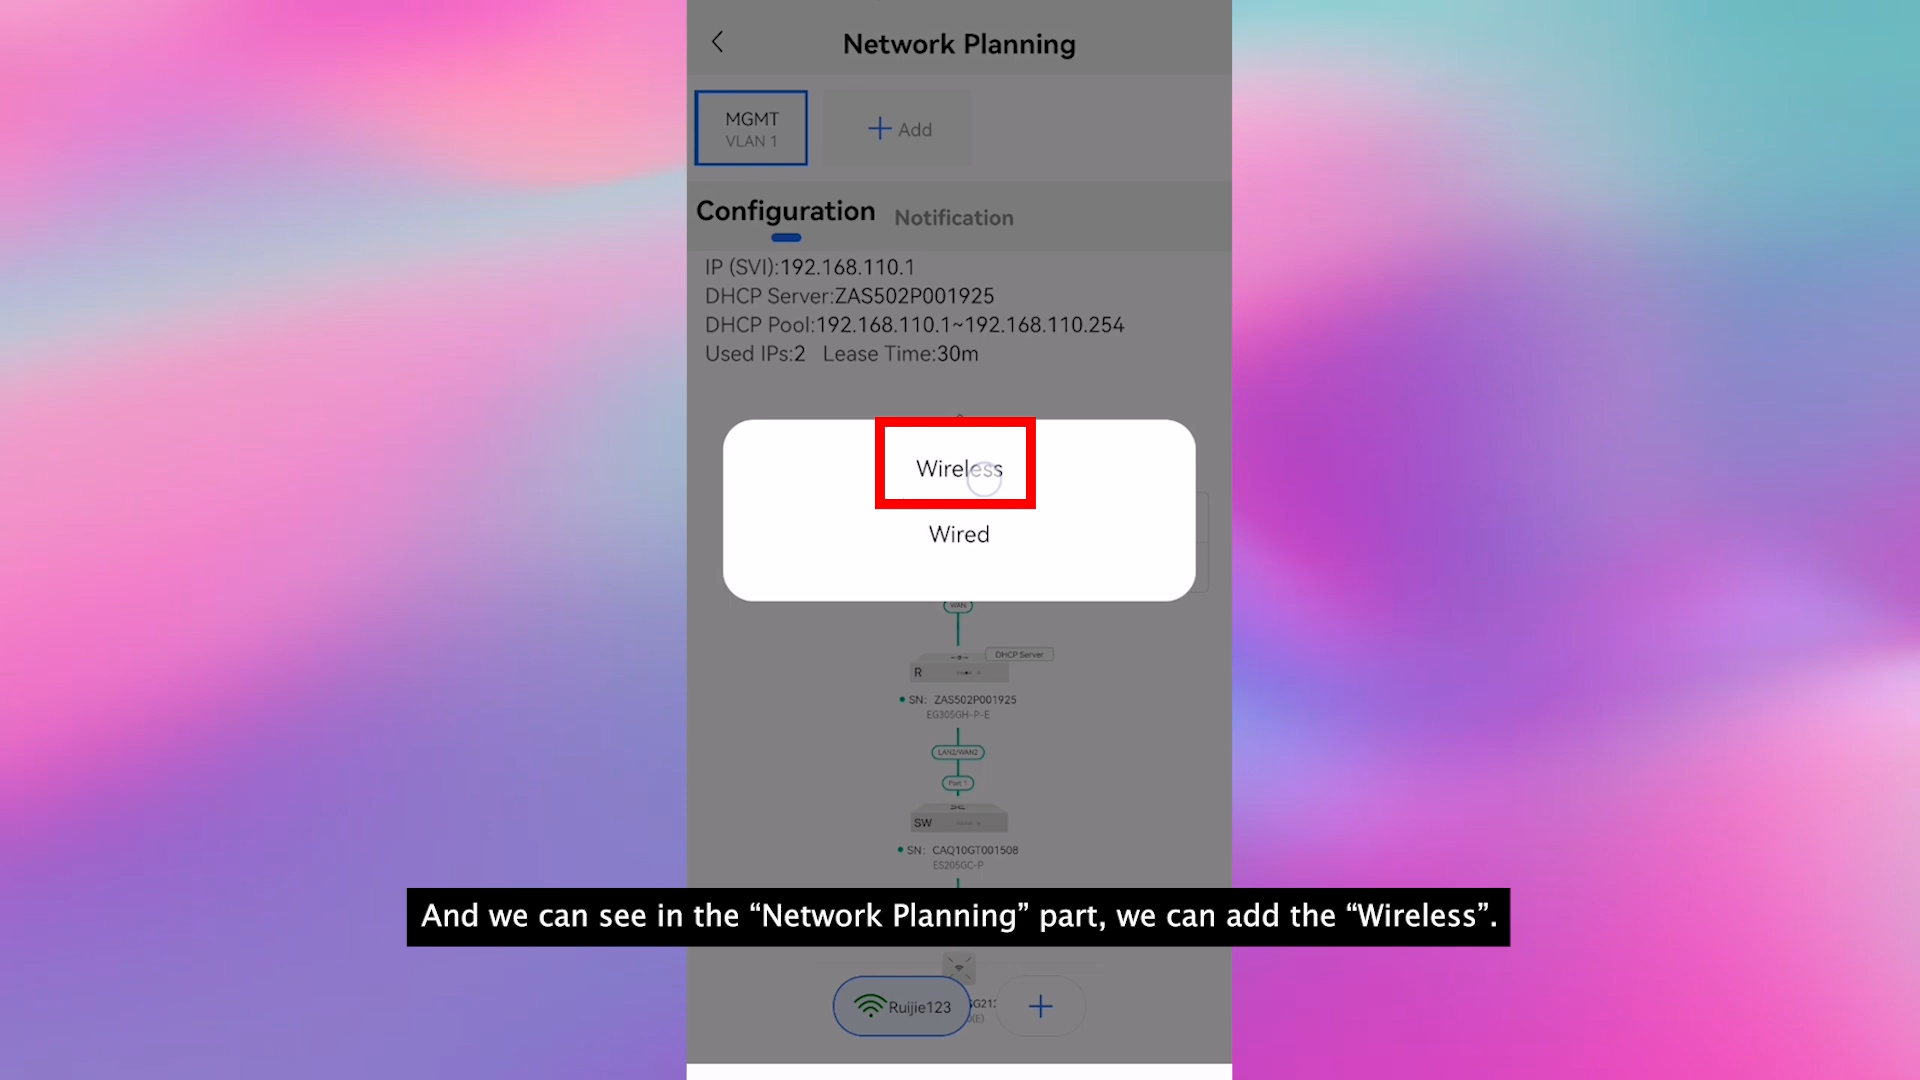 Network Planning
MGMT
VLAN 1
+ Add
Configuration
Notification
IP (SVI):192.168.110.1
DHCP Server:ZAS502P001925
DHCP Pool:192.168.110.1~192.168.110.254
Used IPs:2 Lease Time:30m
Wireless
Wired
WAN
DHCP Server
R
SN: ZAS502P001925
EG305GH-P-E
LAN2/WAN2
Port 1
SW
SN: CAQ10GT001508
ES205GC-P
And we can see in the “Network Planning” part, we can add the “Wireless”.
Ruijie123
+